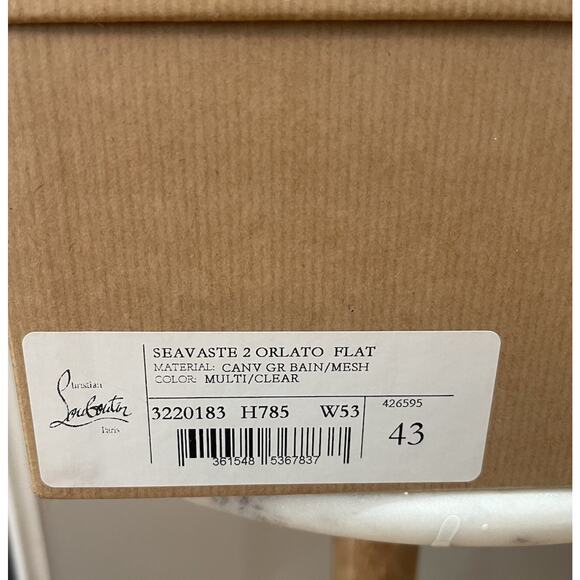 Christian
Louboutin
Paris
SEAVASTE 2 ORLATO FLAT
MATERIAL: CANV GR BAIN/MESH
COLOR: MULTI/CLEAR
3220183 H785 W53
426595
43
361548 5367837